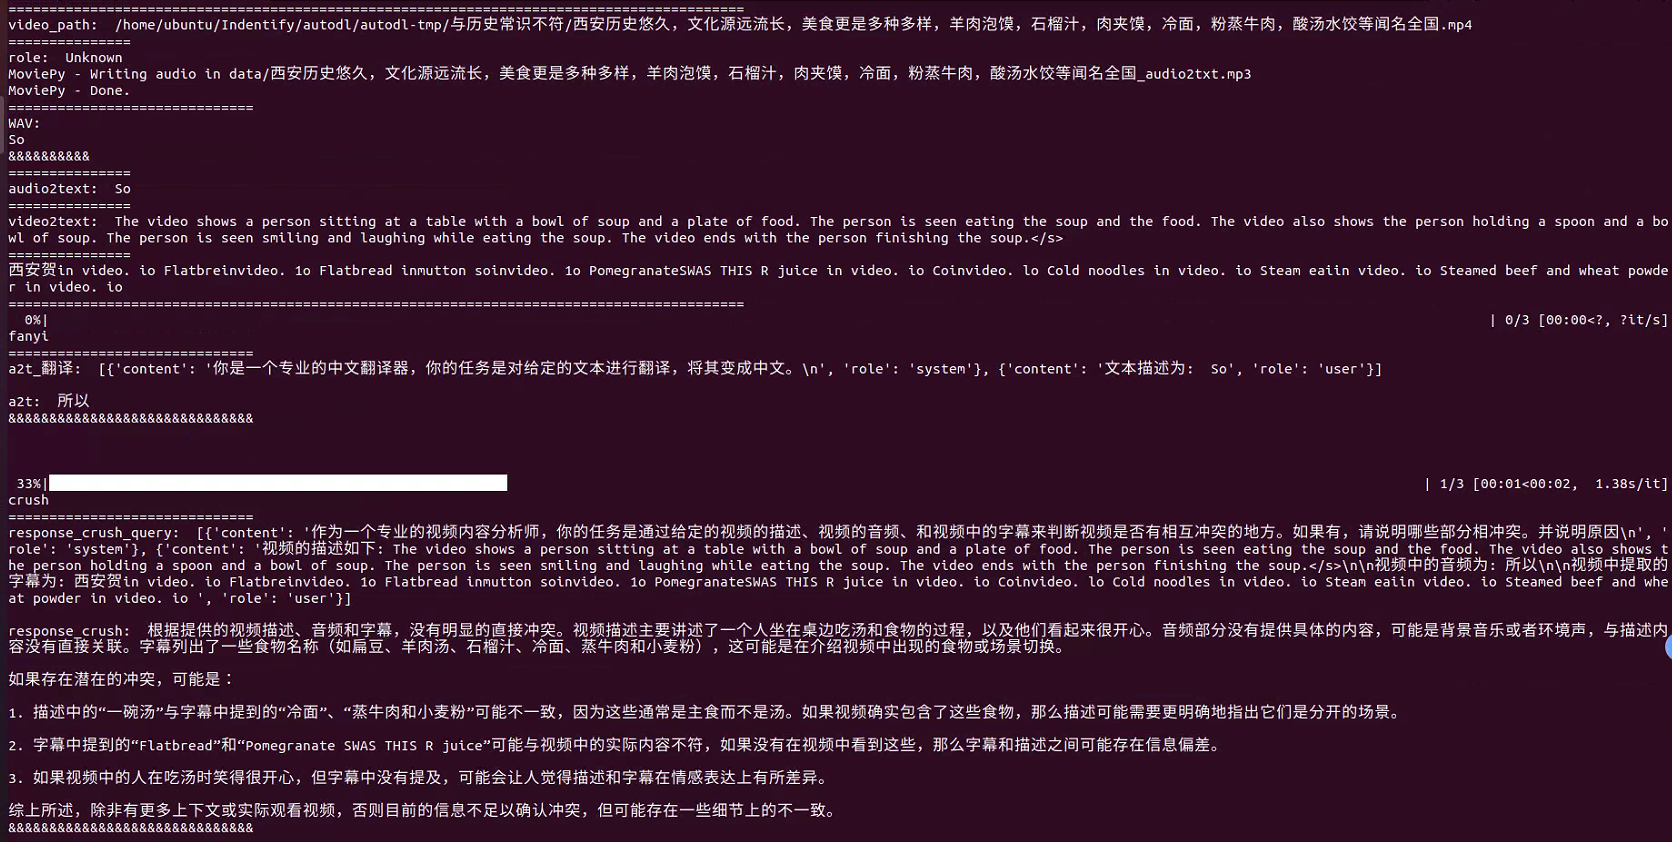 ==========================================================================================
video_path:  /home/ubuntu/Indentify/autodl/autodl-tmp/与历史常识不符/西安历史悠久，文化源远流长，美食更是多种多样，羊肉泡馍，石榴汁，肉夹馍，冷面，粉蒸牛肉，酸汤水饺等闻名全国.mp4
===============
role:  Unknown
MoviePy - Writing audio in data/西安历史悠久，文化源远流长，美食更是多种多样，羊肉泡馍，石榴汁，肉夹馍，冷面，粉蒸牛肉，酸汤水饺等闻名全国_audio2txt.mp3
MoviePy - Done.
==============================
WAV:
So
&&&&&&&&&&
===============
audio2text:  So
===============
video2text:  The video shows a person sitting at a table with a bowl of soup and a plate of food. The person is seen eating the soup and the food. The video also shows the person holding a spoon and a bo
wl of soup. The person is seen smiling and laughing while eating the soup. The video ends with the person finishing the soup.</s>
===============
西安贺in video. io Flatbreinvideo. 1o Flatbread inmutton soinvideo. 1o PomegranateSWAS THIS R juice in video. io Coinvideo. lo Cold noodles in video. io Steam eaiin video. io Steamed beef and wheat powde
r in video. io
==========================================================================================
0%|                | 0/3 [00:00<?, ?it/s]
fanyi
==============================
a2t_翻译:  [{'content': '你是一个专业的中文翻译器，你的任务是对给定的文本进行翻译，将其变成中文。\n', 'role': 'system'}, {'content': '文本描述为:  So', 'role': 'user'}]
a2t:  所以
&&&&&&&&&&&&&&&&&&&&&&&&&&&&&&
33%|                | 1/3 [00:01<00:02,  1.38s/it]
crush
==============================
response_crush_query:  [{'content': '作为一个专业的视频内容分析师，你的任务是通过给定的视频的描述、视频的音频、和视频中的字幕来判断视频是否有相互冲突的地方。如果有，请说明哪些部分相冲突。并说明原因\n', '
role': 'system'}, {'content': '视频的描述如下: The video shows a person sitting at a table with a bowl of soup and a plate of food. The person is seen eating the soup and the food. The video also shows t
he person holding a spoon and a bowl of soup. The person is seen smiling and laughing while eating the soup. The video ends with the person finishing the soup.</s>\n\n视频中的音频为: 所以\n\n视频中提取的
字幕为: 西安贺in video. io Flatbreinvideo. 1o Flatbread inmutton soinvideo. 1o PomegranateSWAS THIS R juice in video. io Coinvideo. lo Cold noodles in video. io Steam eaiin video. io Steamed beef and whe
at powder in video. io ', 'role': 'user'}]
response_crush:  根据提供的视频描述、音频和字幕，没有明显的直接冲突。视频描述主要讲述了一个人坐在桌边吃汤和食物的过程，以及他们看起来很开心。音频部分没有提供具体的内容，可能是背景音乐或者环境声，与描述内
容没有直接关联。字幕列出了一些食物名称（如扁豆、羊肉汤、石榴汁、冷面、蒸牛肉和小麦粉），这可能是在介绍视频中出现的食物或场景切换。
如果存在潜在的冲突，可能是：
1. 描述中的“一碗汤”与字幕中提到的“冷面”、“蒸牛肉和小麦粉”可能不一致，因为这些通常是主食而不是汤。如果视频确实包含了这些食物，那么描述可能需要更明确地指出它们是分开的场景。
2. 字幕中提到的“Flatbread”和“Pomegranate SWAS THIS R juice”可能与视频中的实际内容不符，如果没有在视频中看到这些，那么字幕和描述之间可能存在信息偏差。
3. 如果视频中的人在吃汤时笑得很开心，但字幕中没有提及，可能会让人觉得描述和字幕在情感表达上有所差异。
综上所述，除非有更多上下文或实际观看视频，否则目前的信息不足以确认冲突，但可能存在一些细节上的不一致。
&&&&&&&&&&&&&&&&&&&&&&&&&&&&&&